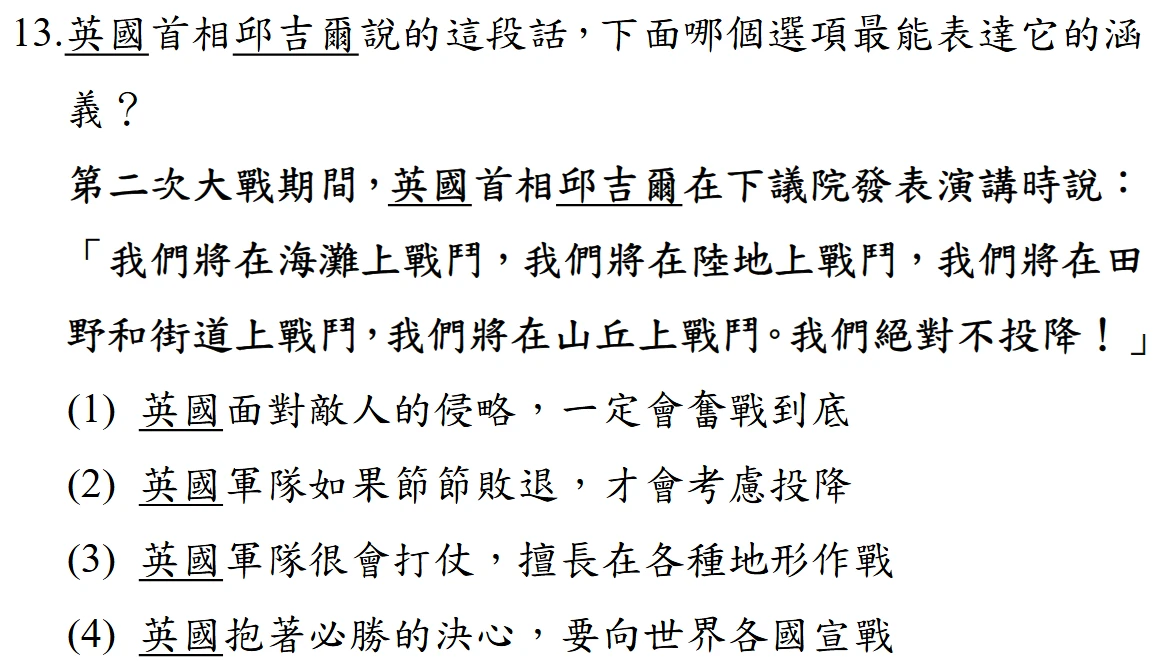 13.英國首相邱吉爾說的這段話，下面哪個選項最能表達它的涵
義？
第二次大戰期間，英國首相邱吉爾在下議院發表演講時說：
「我們將在海灘上戰鬥，我們將在陸地上戰鬥，我們將在田
野和街道上戰鬥，我們將在山丘上戰鬥。我們絕對不投降！」
(1) 英國面對敵人的侵略，一定會奮戰到底
(2) 英國軍隊如果節節敗退，才會考慮投降
(3) 英國軍隊很會打仗，擅長在各種地形作戰
(4) 英國抱著必勝的決心，要向世界各國宣戰